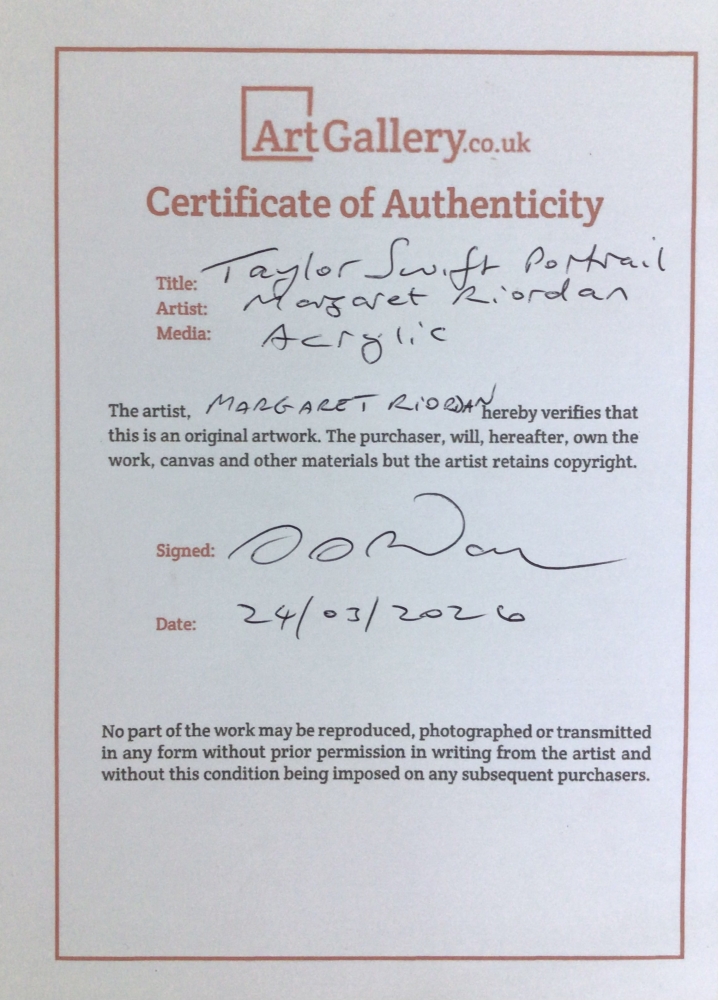 ArtGallery.co.uk
Certificate of Authenticity
Title: Taylor Swift Portrait
Artist: Margaret Riordan
Media: Acrylic
The artist, MARGARET RIORDAN hereby verifies that
this is an original artwork. The purchaser, will, hereafter, own the
work, canvas and other materials but the artist retains copyright.
Signed:
Date: 24/03/2026
No part of the work may be reproduced, photographed or transmitted
in any form without prior permission in writing from the artist and
without this condition being imposed on any subsequent purchasers.